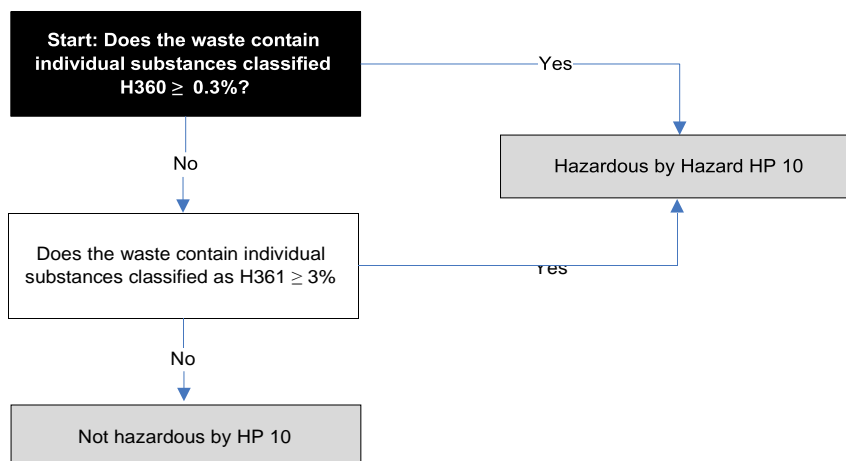 Start: Does the waste contain
individual substances classified
H360 ≥ 0.3%?
Yes
Hazardous by Hazard HP 10
No
Does the waste contain individual
substances classified as H361 ≥ 3%
Yes
No
Not hazardous by HP 10